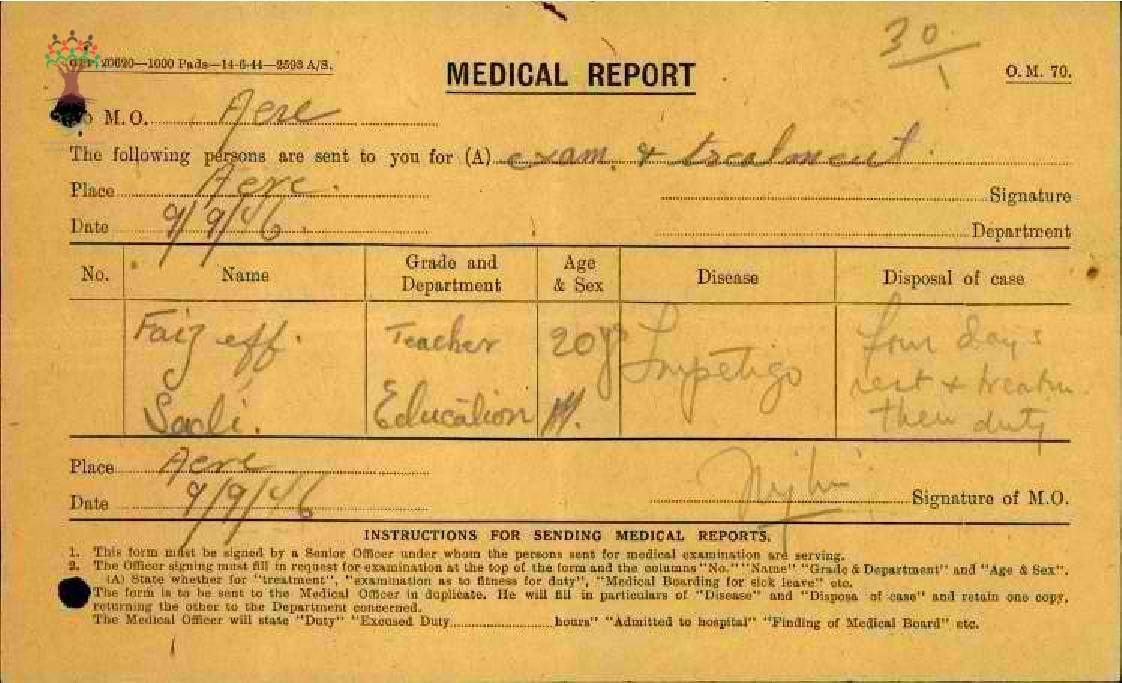 30
1
G.P.P. 20620—1000 Pads—14-6-44—2593 A/S.
MEDICAL REPORT
O. M. 70.
To M. O. Acre
The following persons are sent to you for (A) exam. & treatment.
Place Acre. Signature
Date 9/9/46. Department
No. Name Grade and Department Age & Sex Disease Disposal of case
Faiz eff. Teacher 20 yrs Impetigo four days
rest + treatm.
Sadi. Education M. then duty
Place Acre
Date 9/9/46 Signature of M.O.
INSTRUCTIONS FOR SENDING MEDICAL REPORTS.
1. This form must be signed by a Senior Officer under whom the persons sent for medical examination are serving.
2. The Officer signing must fill in request for examination at the top of the form and the columns "No." "Name" "Grade & Department" and "Age & Sex".
(A) State whether for "treatment", "examination as to fitness for duty", "Medical Boarding for sick leave" etc.
The form is to be sent to the Medical Officer in duplicate. He will fill in particulars of "Disease" and "Disposa of case" and retain one copy,
returning the other to the Department concerned.
The Medical Officer will state "Duty" "Excused Duty hours" "Admitted to hospital" "Finding of Medical Board" etc.